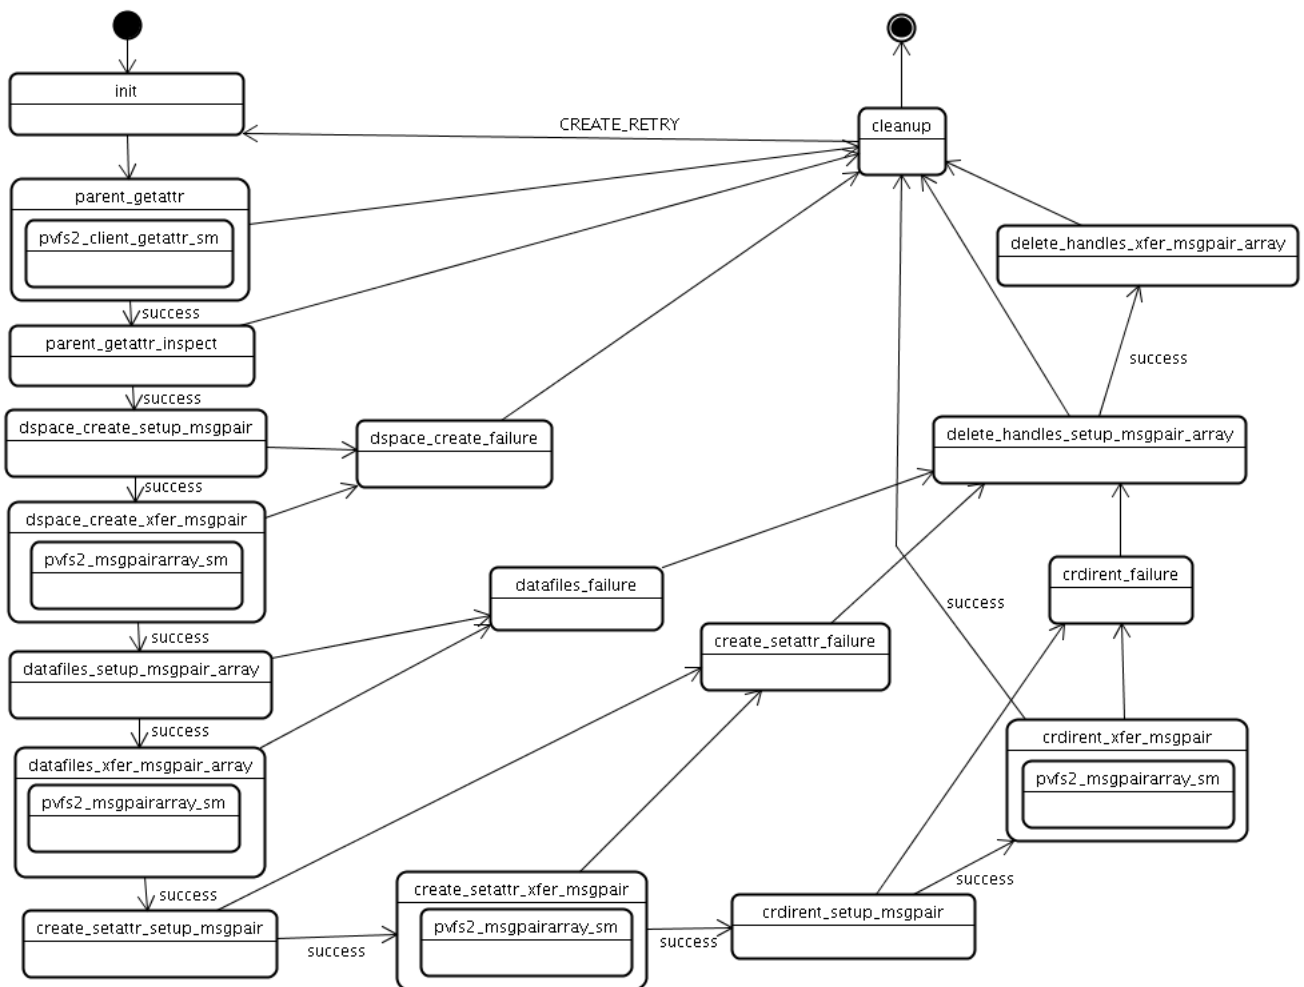 init
CREATE_RETRY
cleanup
parent_getattr
pvfs2_client_getattr_sm
delete_handles_xfer_msgpair_array
success
parent_getattr_inspect
success
success
dspace_create_setup_msgpair
dspace_create_failure
delete_handles_setup_msgpair_array
success
dspace_create_xfer_msgpair
pvfs2_msgpairarray_sm
datafiles_failure
crdirent_failure
success
success
create_setattr_failure
datafiles_setup_msgpair_array
success
crdirent_xfer_msgpair
pvfs2_msgpairarray_sm
datafiles_xfer_msgpair_array
pvfs2_msgpairarray_sm
success
success
create_setattr_xfer_msgpair
crdirent_setup_msgpair
create_setattr_setup_msgpair
pvfs2_msgpairarray_sm
success
success